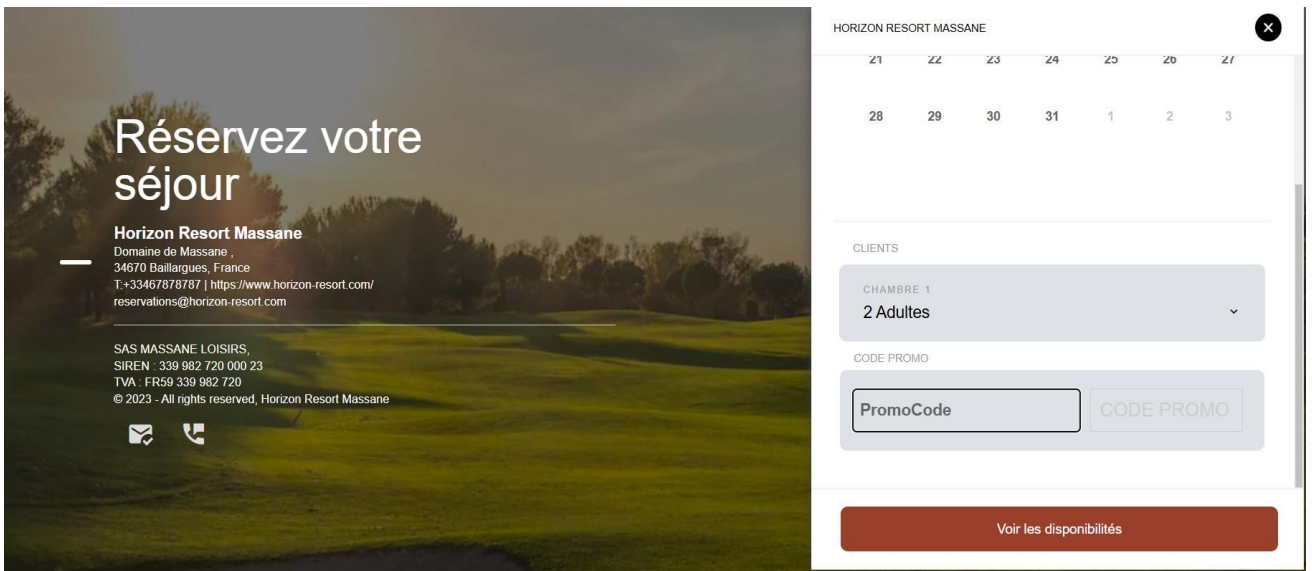 Réservez votre
séjour
Horizon Resort Massane
Domaine de Massane ,
34670 Baillargues, France
T:+33467878787 | https://www.horizon-resort.com/
reservations@horizon-resort.com
SAS MASSANE LOISIRS,
SIREN : 339 982 720 000 23
TVA : FR59 339 982 720
© 2023 - All rights reserved, Horizon Resort Massane
HORIZON RESORT MASSANE
21 22 23 24 25 26 27
28 29 30 31 1 2 3
CLIENTS
CHAMBRE 1
2 Adultes
CODE PROMO
PromoCode CODE PROMO
Voir les disponibilités